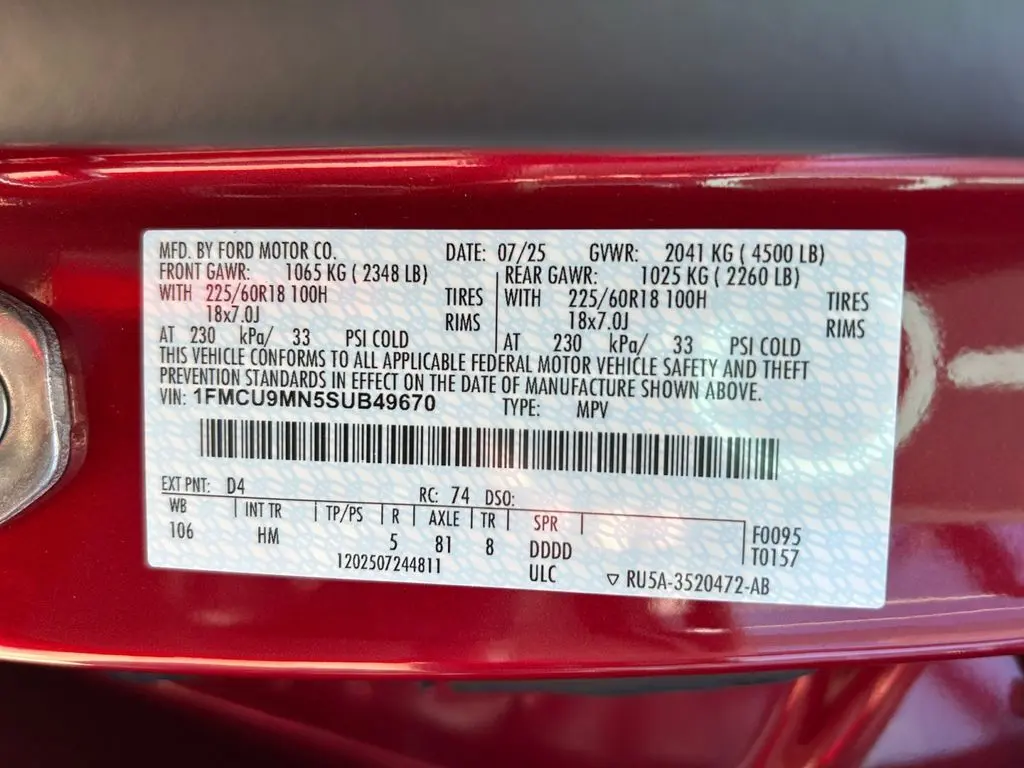 MFD. BY FORD MOTOR CO. DATE: 07/25 GVWR: 2041 KG ( 4500 LB)
FRONT GAWR: 1065 KG ( 2348 LB) REAR GAWR: 1025 KG ( 2260 LB)
WITH 225/60R18 100H TIRES WITH 225/60R18 100H TIRES
18x7.0J RIMS 18x7.0J RIMS
AT 230 kPa/ 33 PSI COLD AT 230 kPa/ 33 PSI COLD
THIS VEHICLE CONFORMS TO ALL APPLICABLE FEDERAL MOTOR VEHICLE SAFETY AND THEFT
PREVENTION STANDARDS IN EFFECT ON THE DATE OF MANUFACTURE SHOWN ABOVE.
VIN: 1FMCU9MN5SUB49670 TYPE: MPV
EXT PNT: D4 RC: 74 DSO:
WB INT TR TP/PS R AXLE TR SPR
106 HM 5 81 8 DDDD F0095
T0157
1202507244811 ULC RU5A-3520472-AB